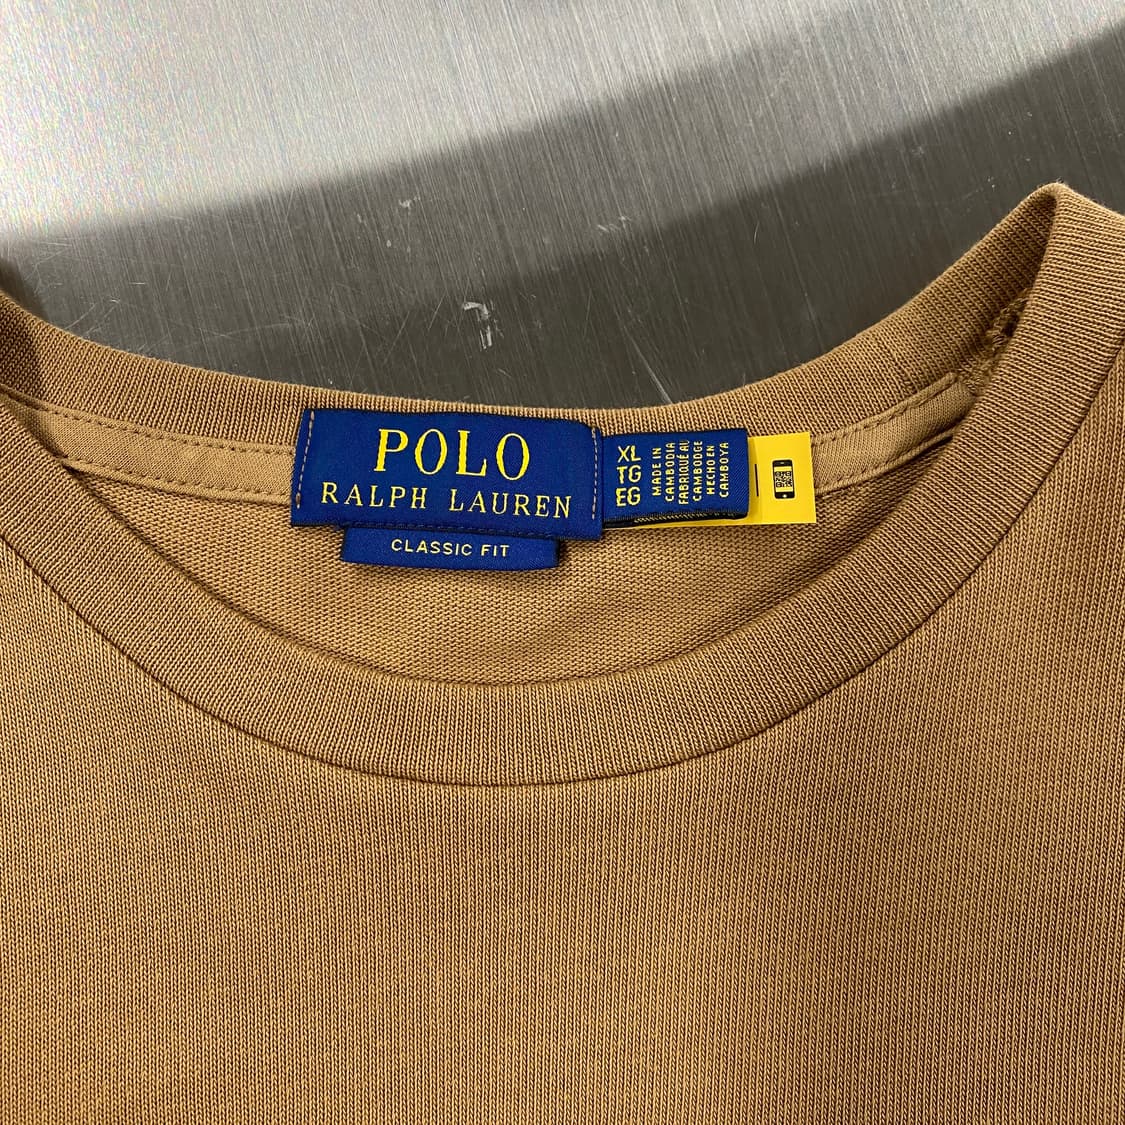 POLO
RALPH LAUREN
CLASSIC FIT
XL
TG
EG
MADE IN
CAMBODIA
FABRIQUÉ AU
CAMBODGE
HECHO EN
CAMBOYA